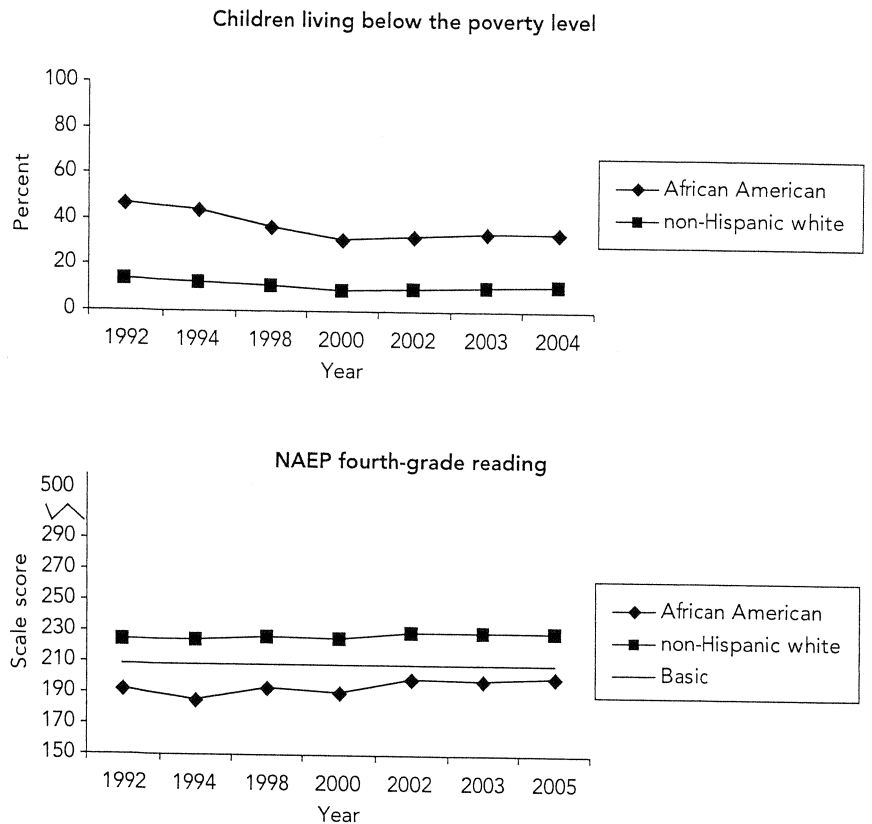 Children living below the poverty level
100
80
60
40
20
0
Percent
1992 1994 1998 2000 2002 2003 2004
Year
African American
non-Hispanic white
NAEP fourth-grade reading
500
290
270
250
230
210
190
170
150
Scale score
1992 1994 1998 2000 2002 2003 2005
Year
African American
non-Hispanic white
Basic